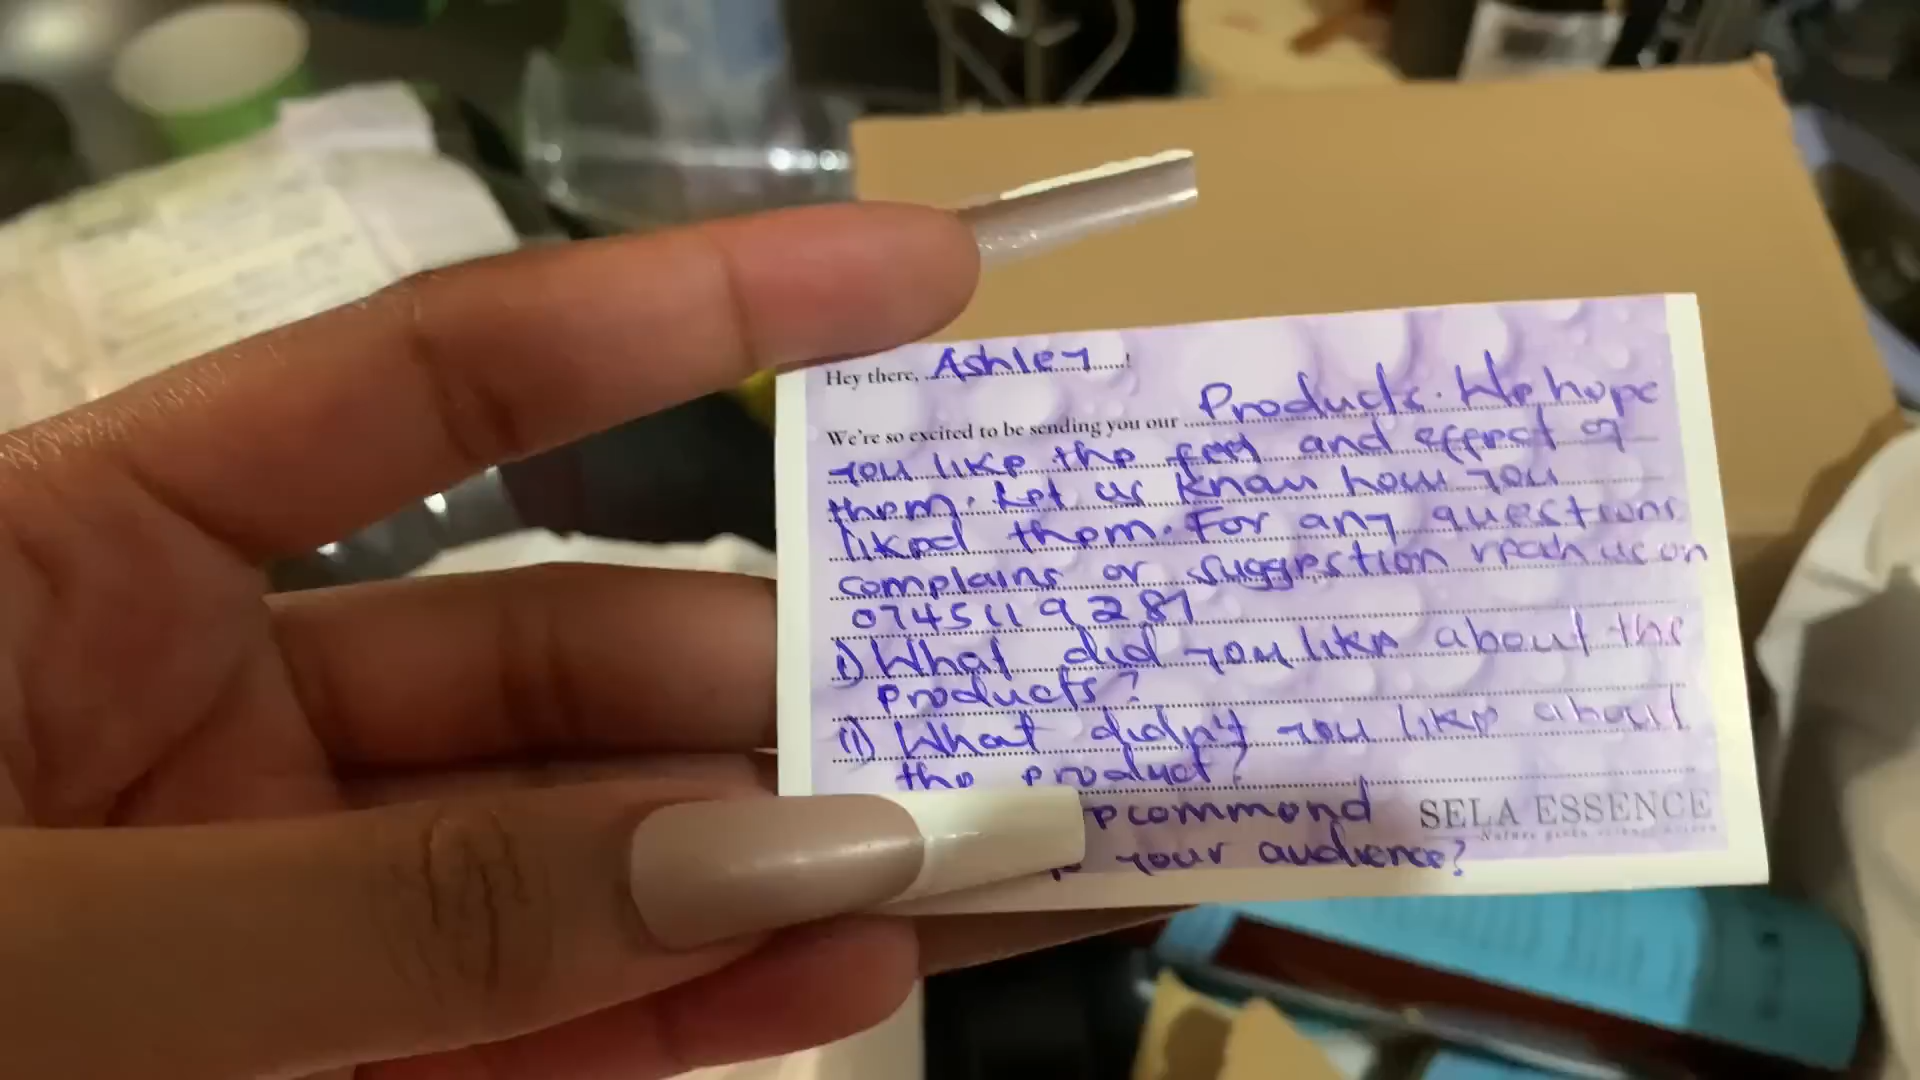 Hey there, Ashley !
We're so excited to be sending you our Products. We hope
you like the feel and effect of
them. Let us know how you
liked them. For any questions
complains or suggestion reach us on
0745119287
i) What did you like about the
products?
ii) What didn't you like about
the product?
ecommend
your audience?
SELA ESSENCE